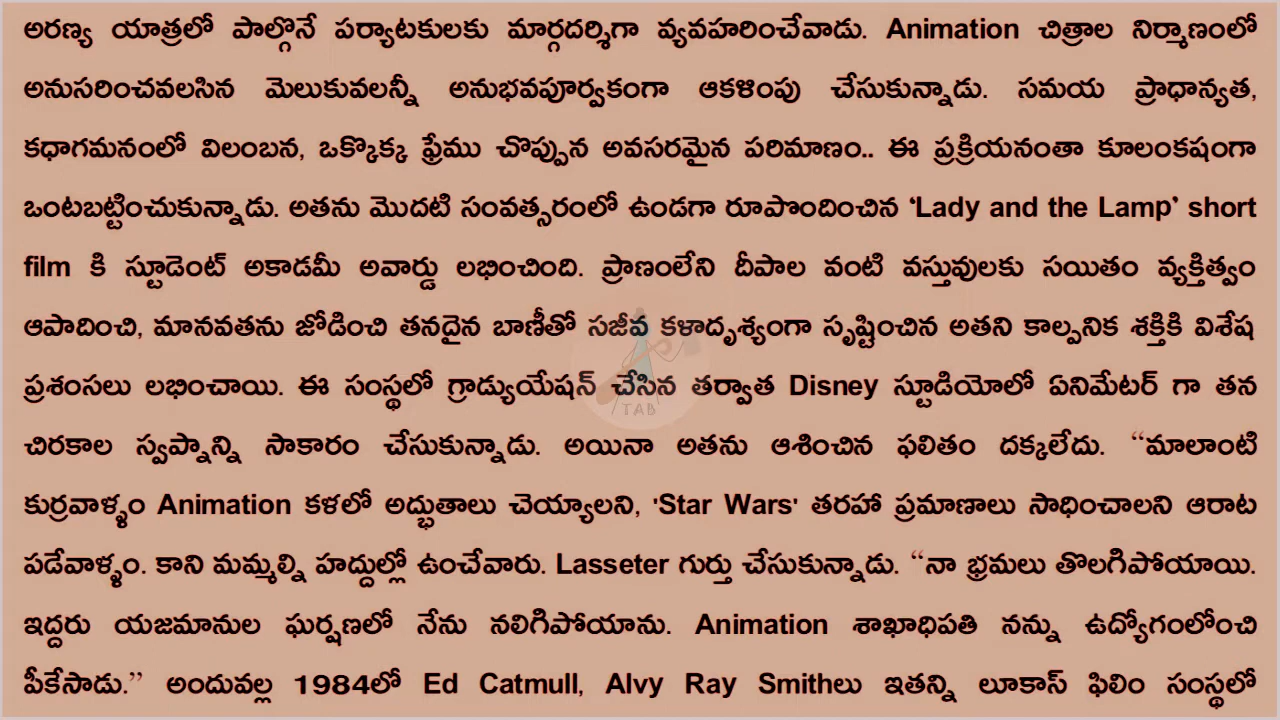 అరణ్య యాత్రలో పాల్గొనే పర్యాటకులకు మార్గదర్శిగా వ్యవహరించేవాడు. Animation చిత్రాల నిర్మాణంలో
అనుసరించవలసిన మెలుకువలన్నీ అనుభవపూర్వకంగా ఆకళింపు చేసుకున్నాడు. సమయ ప్రాధాన్యత,
కధాగమనంలో విలంబన, ఒక్కొక్క ఫ్రేము చొప్పున అవసరమైన పరిమాణం.. ఈ ప్రక్రియనంతా కూలంకషంగా
ఒంటబట్టించుకున్నాడు. అతను మొదటి సంవత్సరంలో ఉండగా రూపొందించిన ‘Lady and the Lamp’ short
film కి స్టూడెంట్ అకాడమీ అవార్డు లభించింది. ప్రాణంలేని దీపాల వంటి వస్తువులకు సయితం వ్యక్తిత్వం
ఆపాదించి, మానవతను జోడించి తనదైన బాణీతో సజీవ కళాదృశ్యంగా సృష్టించిన అతని కాల్పనిక శక్తికి విశేష
ప్రశంసలు లభించాయి. ఈ సంస్థలో గ్రాడ్యుయేషన్ చేసిన తర్వాత Disney స్టూడియోలో ఏనిమేటర్ గా తన
చిరకాల స్వప్నాన్ని సాకారం చేసుకున్నాడు. అయినా అతను ఆశించిన ఫలితం దక్కలేదు. “మాలాంటి
కుర్రవాళ్ళం Animation కళలో అద్భుతాలు చెయ్యాలని, 'Star Wars' తరహా ప్రమాణాలు సాధించాలని ఆరాట
పడేవాళ్ళం. కాని మమ్మల్ని హద్దుల్లో ఉంచేవారు. Lasseter గుర్తు చేసుకున్నాడు. “నా భ్రమలు తొలగిపోయాయి.
ఇద్దరు యజమానుల ఘర్షణలో నేను నలిగిపోయాను. Animation శాఖాధిపతి నన్ను ఉద్యోగంలోంచి
పీకేసాడు.” అందువల్ల 1984లో Ed Catmull, Alvy Ray Smithలు ఇతన్ని లూకాస్ ఫిలిం సంస్థలో
TAB